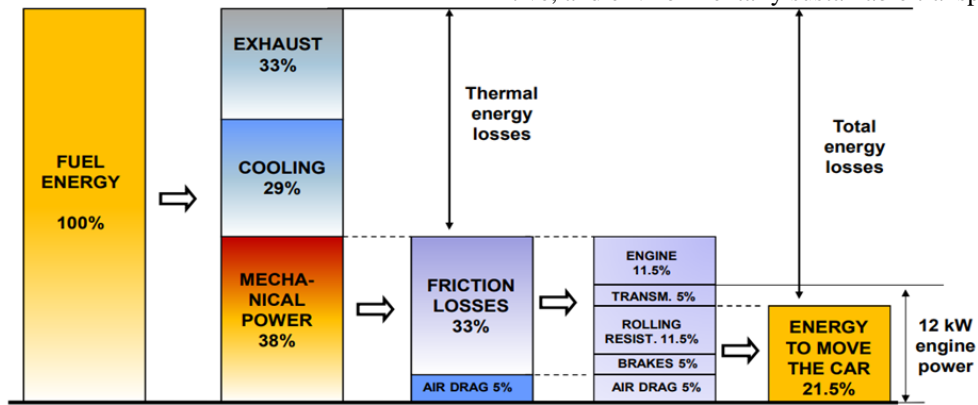 EXHAUST
33%
COOLING
29%
MECHA-
NICAL
POWER
38%
FUEL
ENERGY
100%
Thermal
energy
losses
Total
energy
losses
FRICTION
LOSSES
33%
AIR DRAG 5%
ENGINE
11.5%
TRANSM. 5%
ROLLING
RESIST. 11.5%
BRAKES 5%
AIR DRAG 5%
ENERGY
TO MOVE
THE CAR
21.5%
12 kW
engine
power